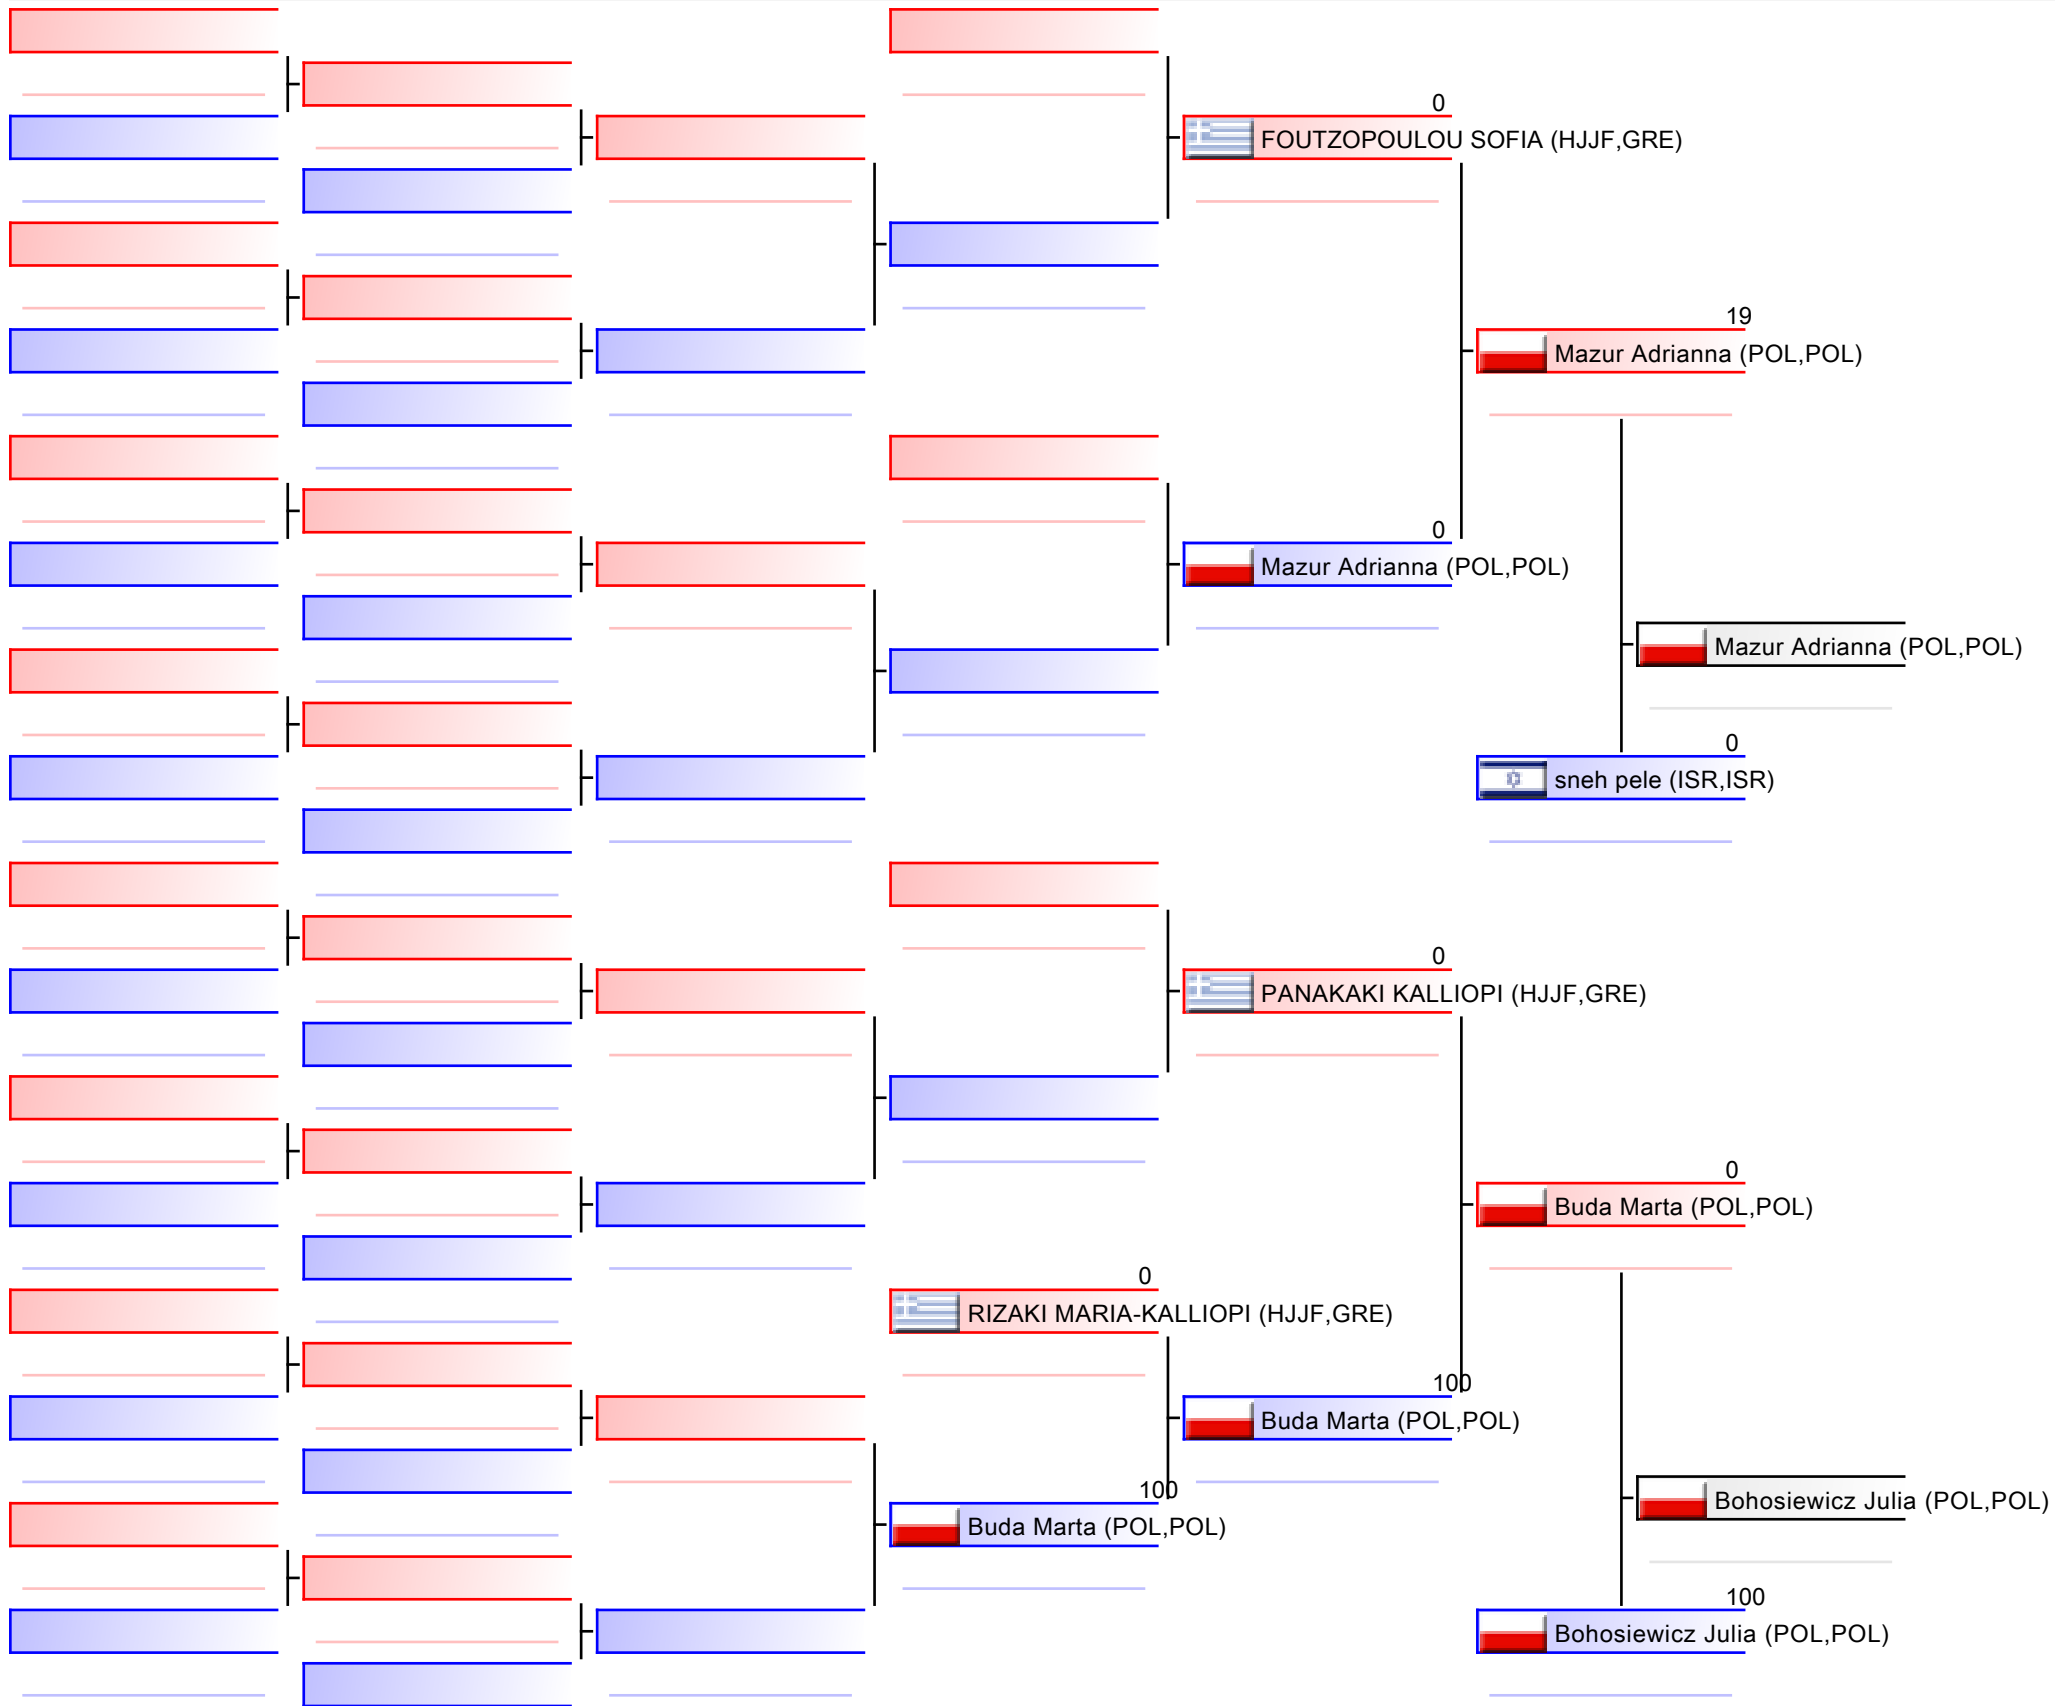 0
FOUTZOPOULOU SOFIA (HJJF,GRE)
19
Mazur Adrianna (POL,POL)
0
Mazur Adrianna (POL,POL)
Mazur Adrianna (POL,POL)
0
sneh pele (ISR,ISR)
0
PANAKAKI KALLIOPI (HJJF,GRE)
0
Buda Marta (POL,POL)
0
RIZAKI MARIA-KALLIOPI (HJJF,GRE)
100
Buda Marta (POL,POL)
100
Buda Marta (POL,POL)
Bohosiewicz Julia (POL,POL)
100
Bohosiewicz Julia (POL,POL)